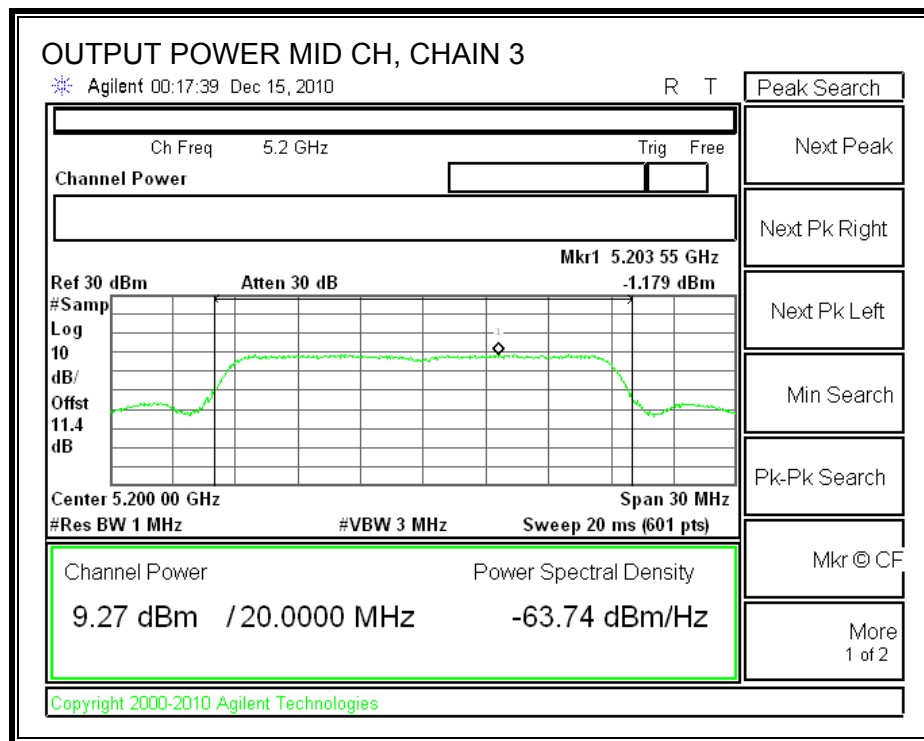 OUTPUT POWER MID CH, CHAIN 3
Agilent 00:17:39 Dec 15, 2010 R T
Peak Search
Ch Freq 5.2 GHz Trig Free
Channel Power
Mkr1 5.203 55 GHz
Ref 30 dBm Atten 30 dB -1.179 dBm
#Samp
Log
10
dB/
Offst
11.4
dB
1
Center 5.200 00 GHz Span 30 MHz
#Res BW 1 MHz #VBW 3 MHz Sweep 20 ms (601 pts)
Channel Power Power Spectral Density
9.27 dBm / 20.0000 MHz -63.74 dBm/Hz
Next Peak
Next Pk Right
Next Pk Left
Min Search
Pk-Pk Search
Mkr © CF
More
1 of 2
Copyright 2000-2010 Agilent Technologies